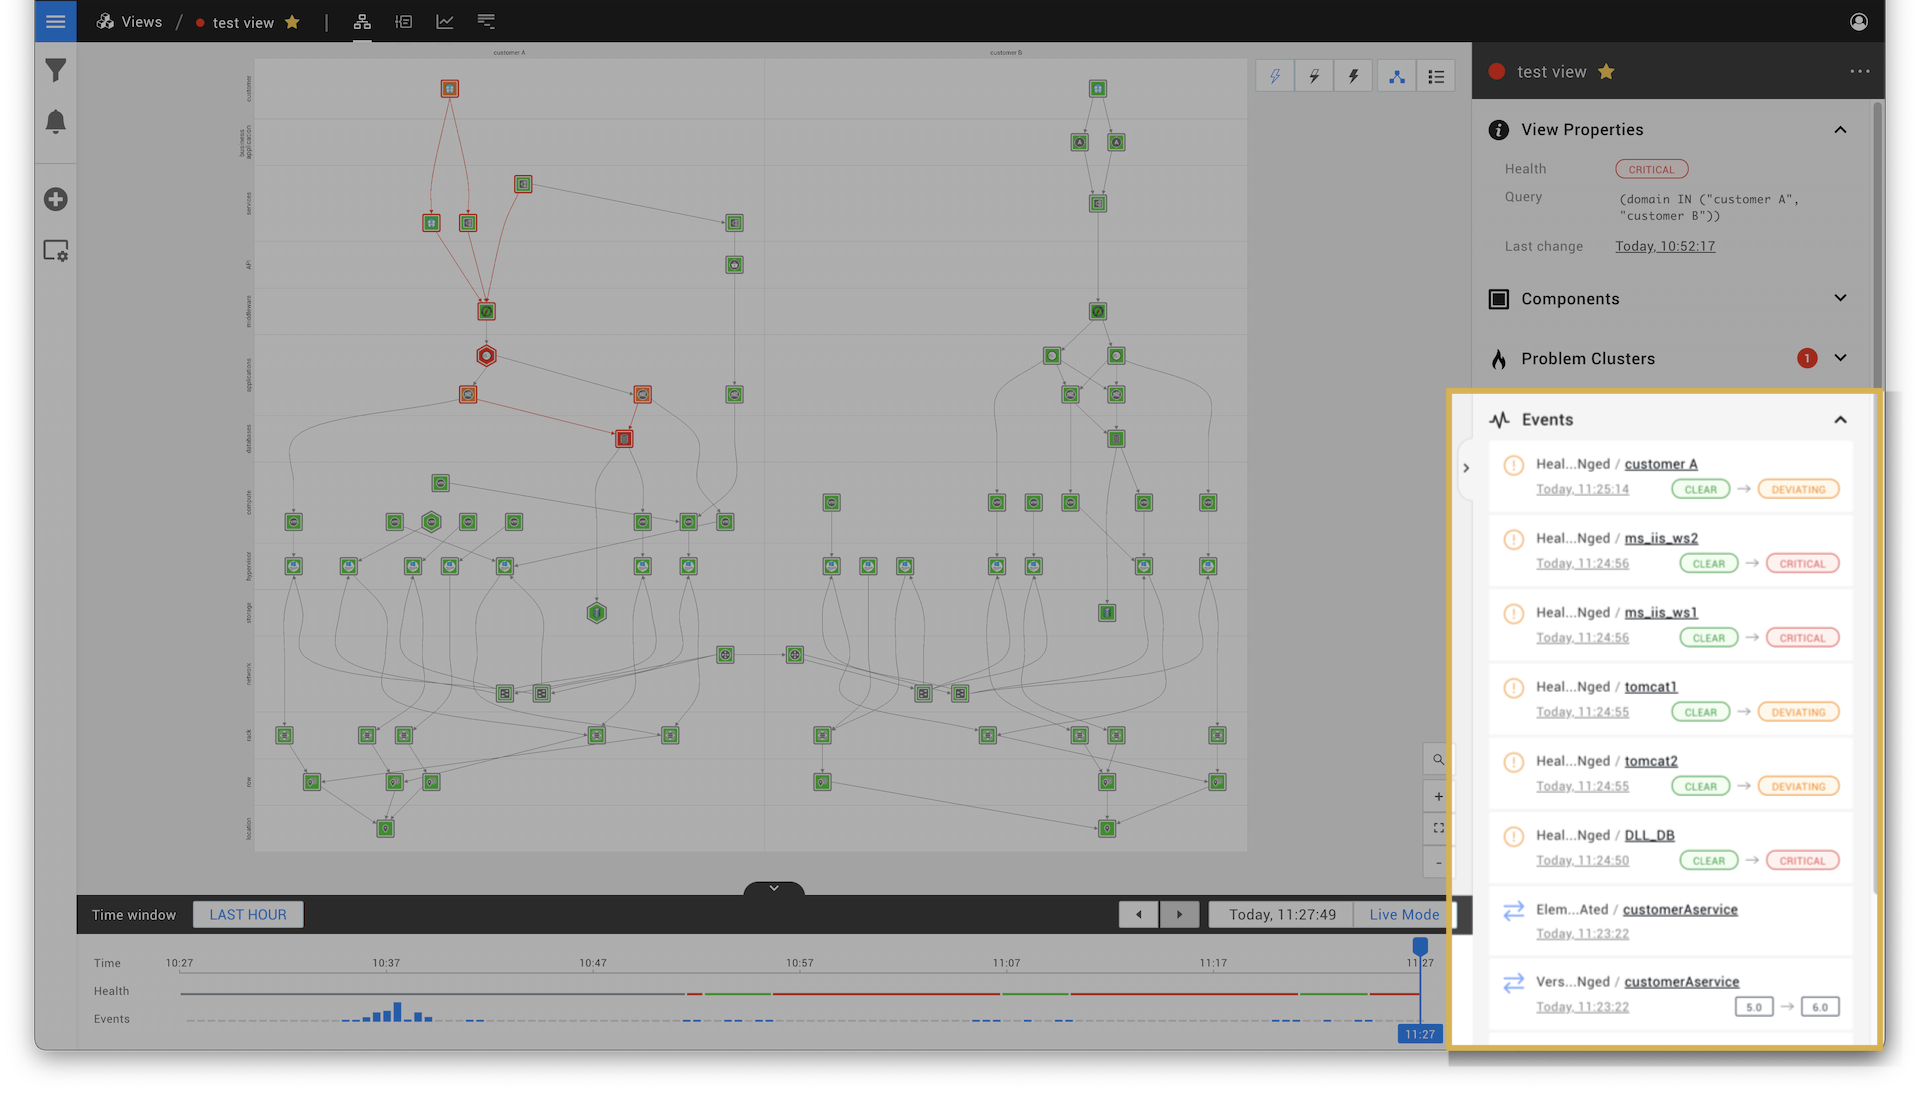 Views / test view
customer A
customer B
customer
business application
services
API
middleware
applications
databases
compute
hypervisor
storage
network
rack
row
location
test view
View Properties
Health CRITICAL
Query (domain IN ("customer A",
"customer B"))
Last change Today, 10:52:17
Components
Problem Clusters 1
Events
Heal...Nged / customer A
Today, 11:25:14 CLEAR → DEVIATING
Heal...Nged / ms_iis_ws2
Today, 11:24:56 CLEAR → CRITICAL
Heal...Nged / ms_iis_ws1
Today, 11:24:56 CLEAR → CRITICAL
Heal...Nged / tomcat1
Today, 11:24:55 CLEAR → DEVIATING
Heal...Nged / tomcat2
Today, 11:24:55 CLEAR → DEVIATING
Heal...Nged / DLL_DB
Today, 11:24:50 CLEAR → CRITICAL
Elem...Ated / customerAservice
Today, 11:23:22
Vers...Nged / customerAservice
Today, 11:23:22 5.0 → 6.0
Time window LAST HOUR Today, 11:27:49 Live Mode
Time 10:27 10:37 10:47 10:57 11:07 11:17 11:27
Health
Events
11:27